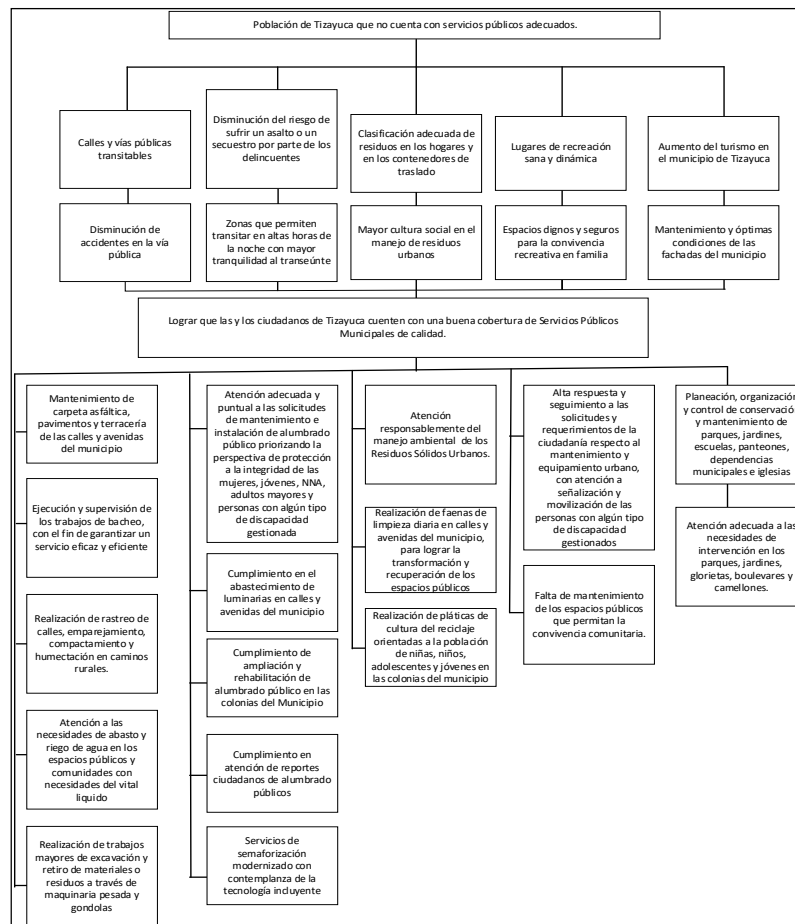 Población de Tizayuca que no cuenta con servicios públicos adecuados.
Calles y vías públicas
transitables
Disminución del riesgo de
sufrir un asalto o un
secuestro por parte de los
delincuentes
Clasificación adecuada de
residuos en los hogares y
en los contenedores de
traslado
Lugares de recreación
sana y dinámica
Aumento del turismo en
el municipio de Tizayuca
Disminución de
accidentes en la vía
pública
Zonas que permiten
transitar en altas horas de
la noche con mayor
tranquilidad al transeúnte
Mayor cultura social en el
manejo de residuos
urbanos
Espacios dignos y seguros
para la convivencia
recreativa en familia
Mantenimiento y óptimas
condiciones de las
fachadas del municipio
Lograr que las y los ciudadanos de Tizayuca cuenten con una buena cobertura de Servicios Públicos
Municipales de calidad.
Mantenimiento de
carpeta asfáltica,
pavimentos y terracería
de las calles y avenidas
del municipio
Ejecución y supervisión de
los trabajos de bacheo,
con el fin de garantizar un
servicio eficaz y eficiente
Realización de rastreo de
calles, emparejamiento,
compactamiento y
humectación en caminos
rurales.
Atención a las
necesidades de abasto y
riego de agua en los
espacios públicos y
comunidades con
necesidades del vital
liquido
Realización de trabajos
mayores de excavación y
retiro de materiales o
residuos a través de
maquinaria pesada y
gondolas
Atención adecuada y
puntual a las solicitudes
de mantenimiento e
instalación de alumbrado
público priorizando la
perspectiva de protección
a la integridad de las
mujeres, jóvenes, NNA,
adultos mayores y
personas con algún tipo
de discapacidad
gestionada
Cumplimiento en el
abastecimiento de
luminarias en calles y
avenidas del municipio
Cumplimiento de
ampliación y
rehabilitación de
alumbrado público en las
colonias del Municipio
Cumplimiento en
atención de reportes
ciudadanos de alumbrado
públicos
Servicios de
semaforización
modernizado con
contemplanza de la
tecnología incluyente
Atención
responsablemente del
manejo ambiental de los
Residuos Sólidos Urbanos.
Realización de faenas de
limpieza diaria en calles y
avenidas del municipio,
para lograr la
transformación y
recuperación de los
espacios públicos
Realización de pláticas de
cultura del reciclaje
orientadas a la población
de niñas, niños,
adolescentes y jóvenes en
las colonias del municipio
Alta respuesta y
seguimiento a las
solicitudes y
requerimientos de la
ciudadanía respecto al
mantenimiento y
equipamiento urbano,
con atención a
señalización y
movilización de las
personas con algún tipo
de discapacidad
gestionados
Falta de mantenimiento
de los espacios públicos
que permitan la
convivencia comunitaria.
Planeación, organización
y control de conservación
y mantenimiento de
parques, jardines,
escuelas, panteones,
dependencias
municipales e iglesias
Atención adecuada a las
necesidades de
intervención en los
parques, jardines,
glorietas, boulevares y
camellones.